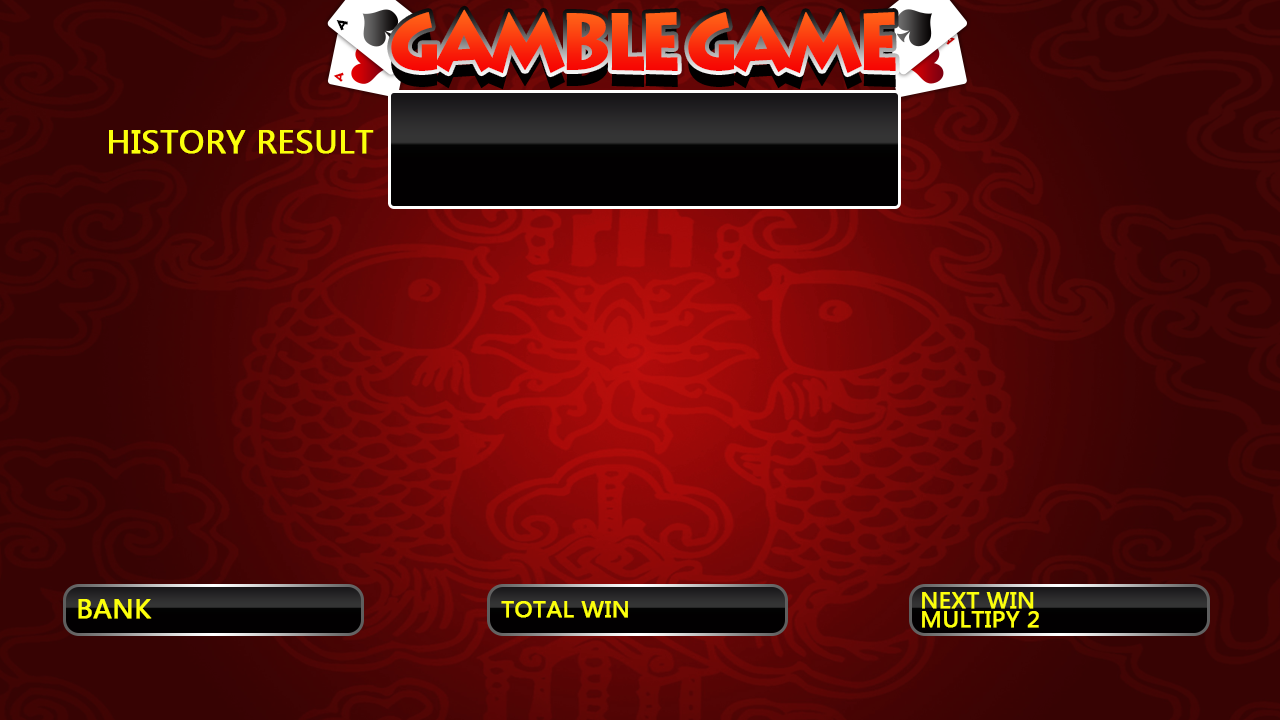 A
A
GAMBLE GAME
HISTORY RESULT
BANK
TOTAL WIN
NEXT WIN
MULTIPY 2